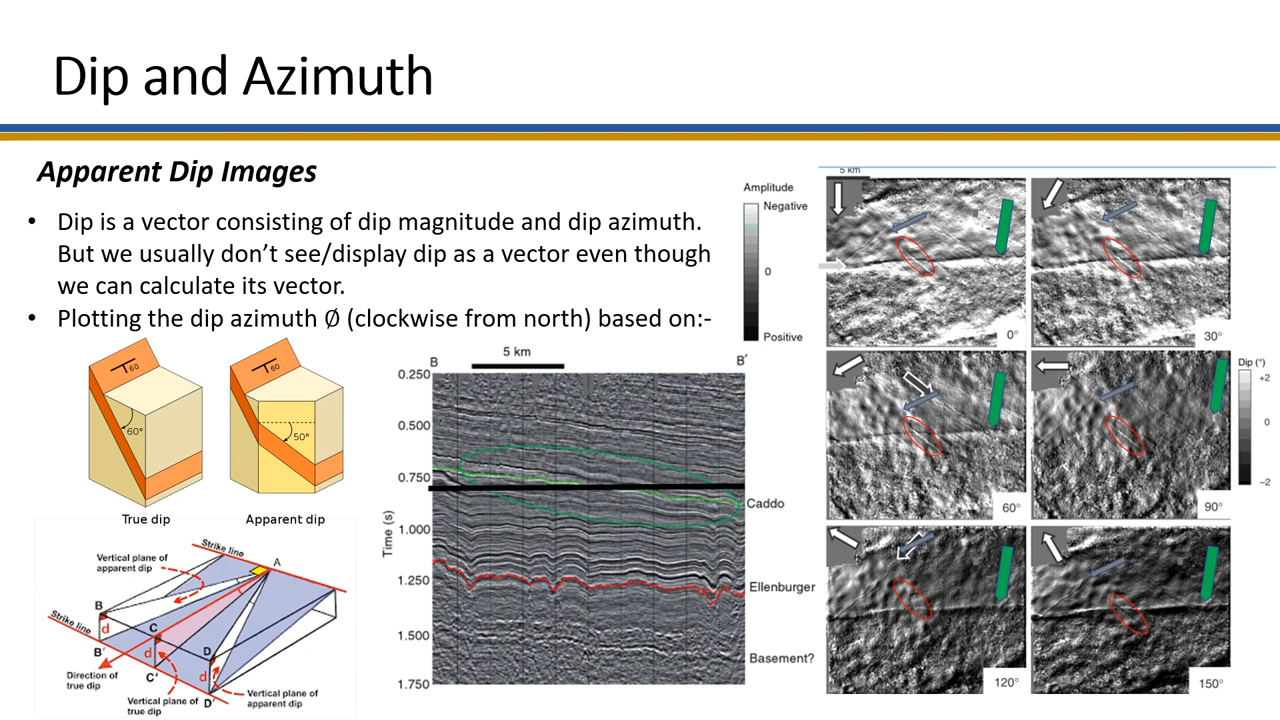 Dip and Azimuth
Apparent Dip Images
• Dip is a vector consisting of dip magnitude and dip azimuth.
But we usually don’t see/display dip as a vector even though
we can calculate its vector.
• Plotting the dip azimuth Ø (clockwise from north) based on:-
60
60°
True dip
60
50°
Apparent dip
Strike line
Vertical plane of
apparent dip
A
B
Strike line
d
C
D
B′
d
d
Direction of
true dip
C′
Vertical plane of
true dip
D′
Vertical plane of
apparent dip
B
5 km
B′
0.250
0.500
0.750
1.000
1.250
1.500
1.750
Time (s)
Caddo
Ellenburger
Basement?
Amplitude
Negative
0
Positive
5 km
0°
30°
60°
90°
120°
150°
Dip (°)
+2
0
−2